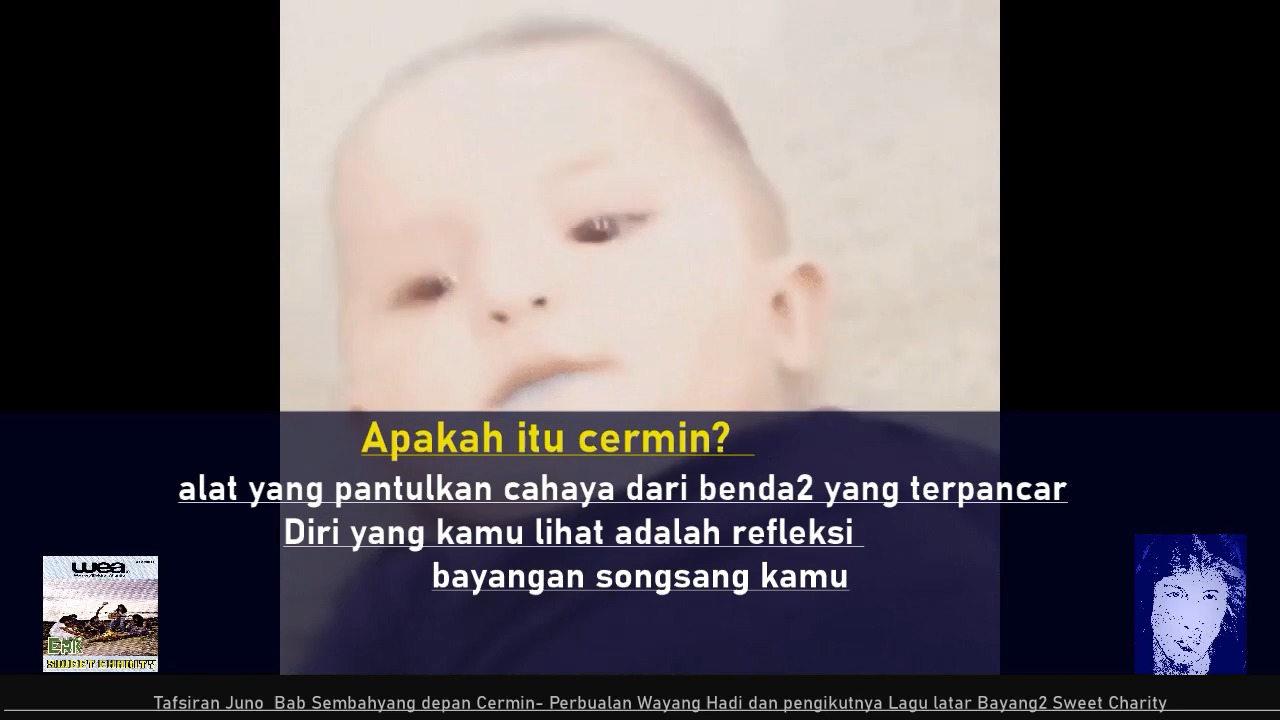 Apakah itu cermin?
alat yang pantulkan cahaya dari benda2 yang terpancar
Diri yang kamu lihat adalah refleksi
bayangan songsang kamu
wea
SWEET CHARITY
Tafsiran Juno Bab Sembahyang depan Cermin- Perbualan Wayang Hadi dan pengikutnya Lagu latar Bayang2 Sweet Charity